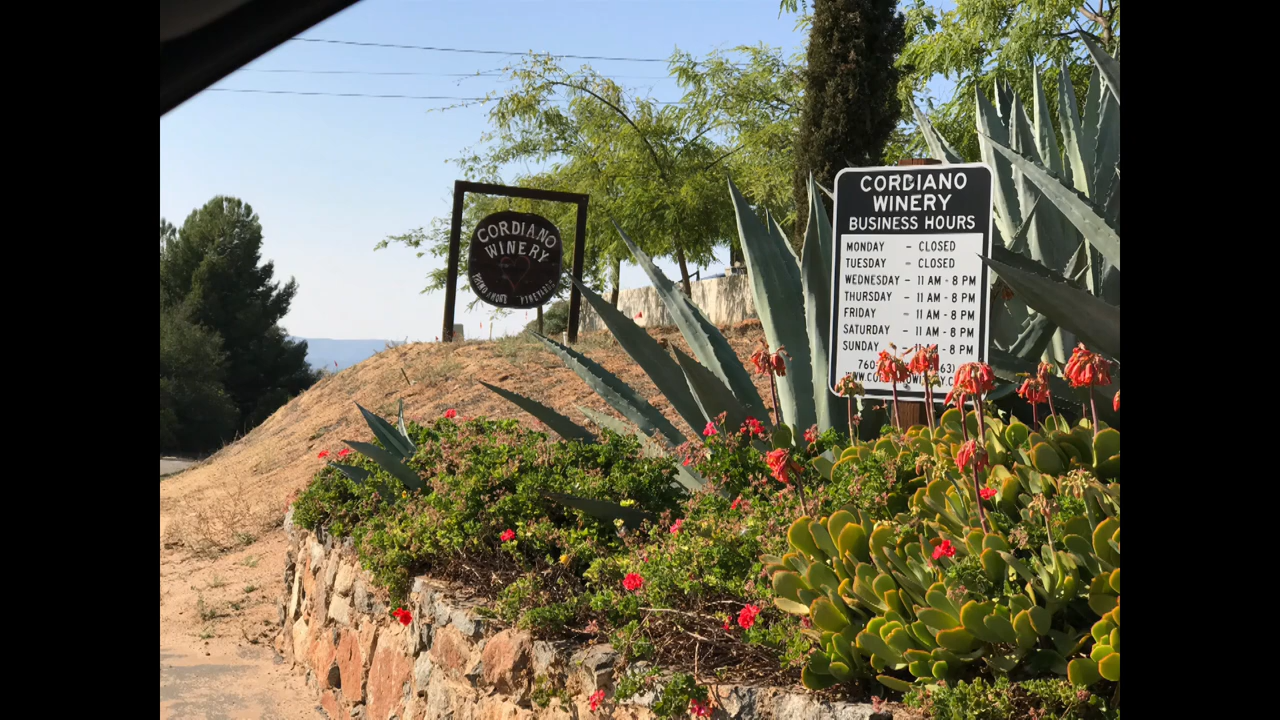 CORDIANO
WINERY
VINEYARDS
CORDIANO
WINERY
BUSINESS HOURS
MONDAY - CLOSED
TUESDAY - CLOSED
WEDNESDAY - 11 AM - 8 PM
THURSDAY - 11 AM - 8 PM
FRIDAY - 11 AM - 8 PM
SATURDAY - 11 AM - 8 PM
SUNDAY - 11 AM - 8 PM